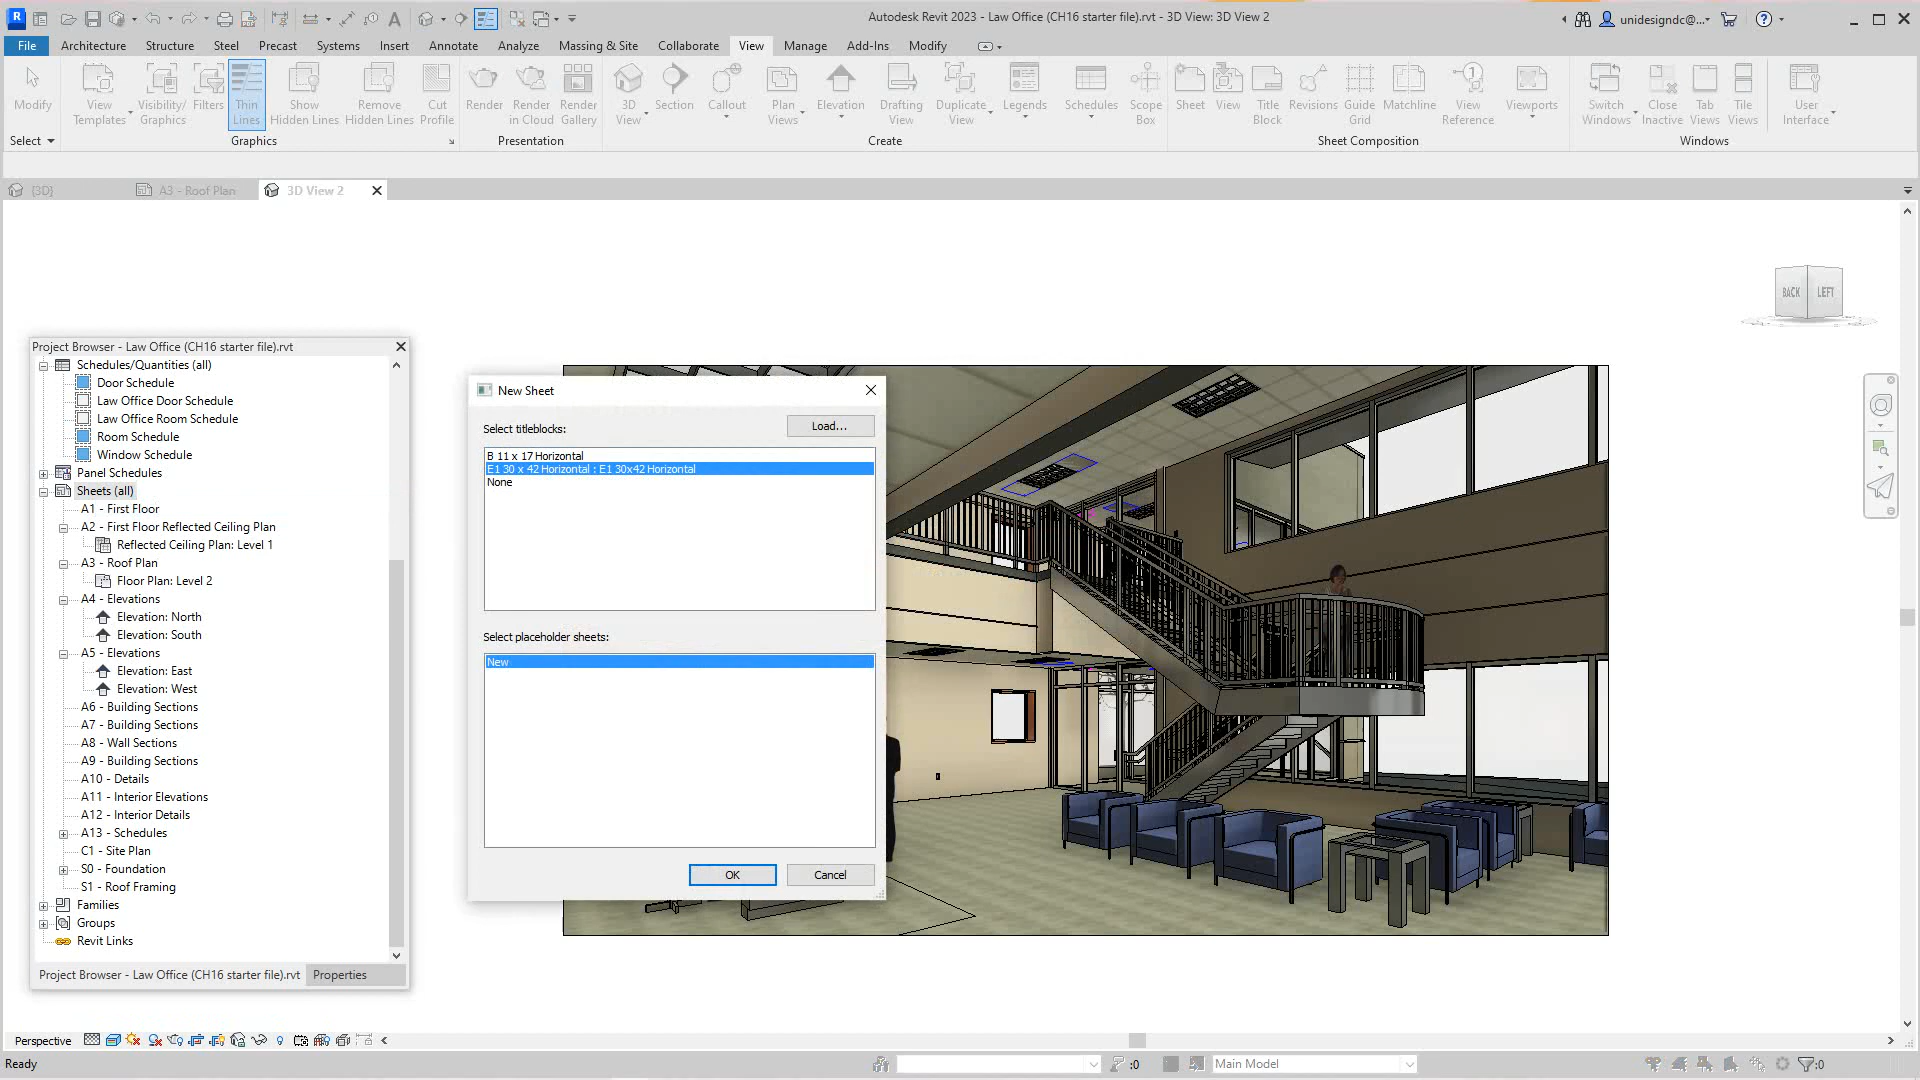 Autodesk Revit 2023 - Law Office (CH16 starter file).rvt - 3D View: 3D View 2
unidesigndc@...
File Architecture Structure Steel Precast Systems Insert Annotate Analyze Massing & Site Collaborate View Manage Add-Ins Modify
Modify
View Templates
Visibility/ Graphics
Filters
Thin Lines
Show Hidden Lines
Remove Hidden Lines
Cut Profile
Render
Render in Cloud
Render Gallery
3D View
Section
Callout
Plan Views
Elevation
Drafting View
Duplicate View
Legends
Schedules
Scope Box
Sheet
View
Title Block
Revisions
Guide Grid
Matchline
View Reference
Viewports
Switch Windows
Close Inactive
Tab Views
Tile Views
User Interface
Select Graphics Presentation Create Sheet Composition Windows
{3D} A3 - Roof Plan 3D View 2
BACK LEFT
Project Browser - Law Office (CH16 starter file).rvt
Schedules/Quantities (all)
Door Schedule
Law Office Door Schedule
Law Office Room Schedule
Room Schedule
Window Schedule
Panel Schedules
Sheets (all)
A1 - First Floor
A2 - First Floor Reflected Ceiling Plan
Reflected Ceiling Plan: Level 1
A3 - Roof Plan
Floor Plan: Level 2
A4 - Elevations
Elevation: North
Elevation: South
A5 - Elevations
Elevation: East
Elevation: West
A6 - Building Sections
A7 - Building Sections
A8 - Wall Sections
A9 - Building Sections
A10 - Details
A11 - Interior Elevations
A12 - Interior Details
A13 - Schedules
C1 - Site Plan
S0 - Foundation
S1 - Roof Framing
Families
Groups
Revit Links
Project Browser - Law Office (CH16 starter file).rvt Properties
New Sheet
Select titleblocks:
Load...
B 11 x 17 Horizontal
E1 30 x 42 Horizontal : E1 30x42 Horizontal
None
Select placeholder sheets:
New
OK Cancel
Perspective
Ready
:0
Main Model
:0